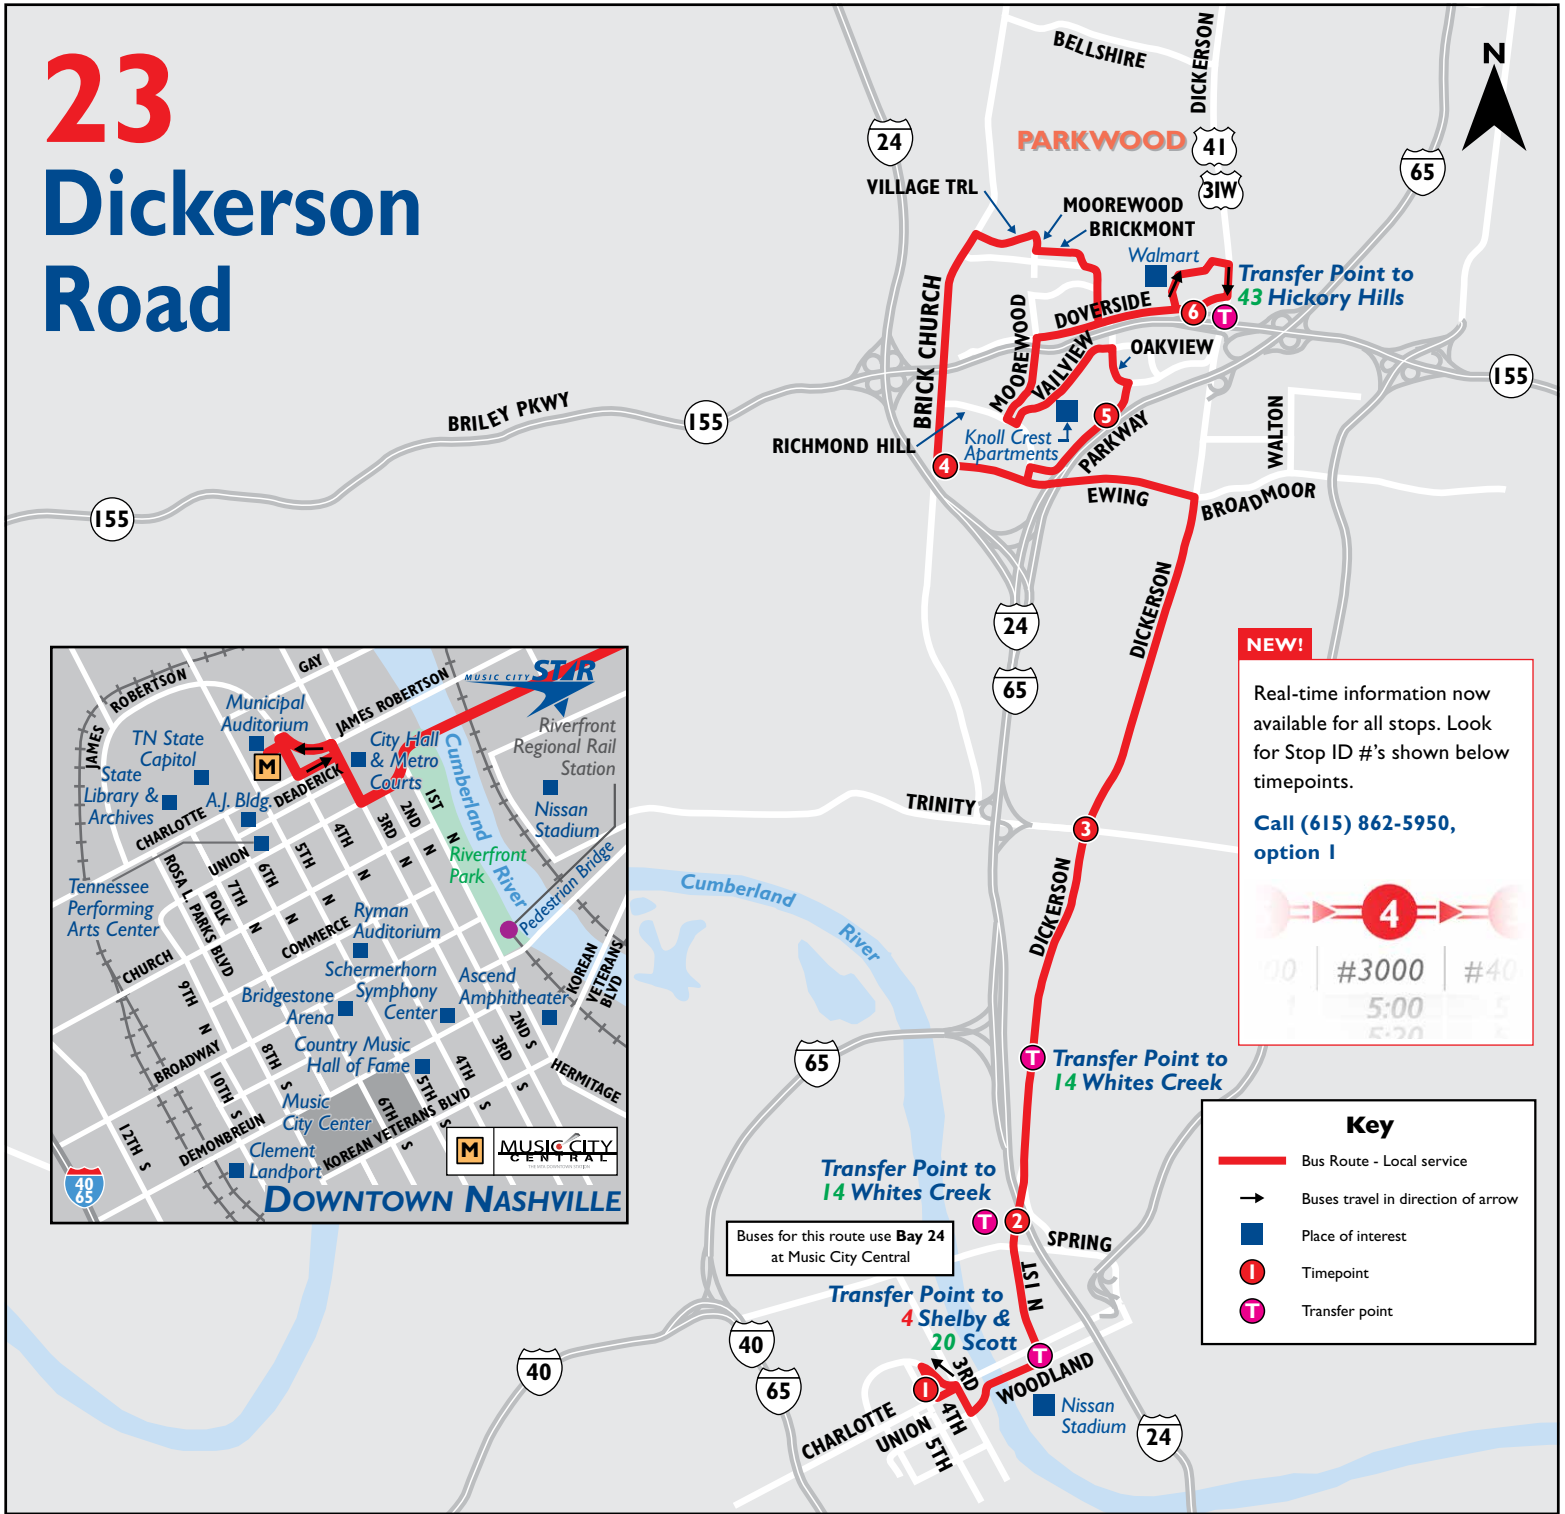 23
Dickerson
Road
BELLSHIRE
DICKERSON
N
24
PARKWOOD
41
31W
65
VILLAGE TRL
MOOREWOOD
BRICKMONT
Walmart
Transfer Point to
43 Hickory Hills
BRICK CHURCH
MOOREWOOD
DOVERSIDE
6
T
VAILVIEW
OAKVIEW
155
BRILEY PKWY
155
RICHMOND HILL
Knoll Crest
Apartments
5
PARKWAY
WALTON
4
EWING
BROADMOOR
155
DICKERSON
24
65
NEW!
Real-time information now
available for all stops. Look
for Stop ID #'s shown below
timepoints.
Call (615) 862-5950,
option 1
4
00
#3000
#40
5:00
5:30
TRINITY
3
DICKERSON
Cumberland
River
65
T
Transfer Point to
14 Whites Creek
Transfer Point to
14 Whites Creek
T
2
SPRING
Buses for this route use Bay 24
at Music City Central
1ST N
Transfer Point to
4 Shelby &
20 Scott
T
40
40
65
3RD
WOODLAND
1
4TH
CHARLOTTE
UNION
5TH
Nissan
Stadium
24
Key
Bus Route - Local service
Buses travel in direction of arrow
Place of interest
1
Timepoint
T
Transfer point
GAY
JAMES
ROBERTSON
JAMES ROBERTSON
MUSIC CITY STAR
Municipal
Auditorium
Riverfront
Regional Rail
Station
TN State
Capitol
City Hall
& Metro
Courts
M
State
Library &
Archives
A.J. Bldg.
DEADERICK
CHARLOTTE
Cumberland
River
Nissan
Stadium
1ST N
2ND N
3RD N
4TH N
5TH N
6TH N
7TH N
UNION
POLK
ROSA L. PARKS BLVD
Riverfront
Park
Pedestrian Bridge
Tennessee
Performing
Arts Center
Ryman
Auditorium
COMMERCE
CHURCH
Schermerhorn
Symphony
Center
Ascend
Amphitheater
KOREAN
VETERANS
BLVD
9TH N
Bridgestone
Arena
2ND S
3RD S
4TH S
5TH S
6TH S
8TH S
10TH S
12TH S
BROADWAY
Country Music
Hall of Fame
HERMITAGE
Music
City Center
DEMONBREUN
KOREAN VETERANS BLVD
Clement
Landport
M
MUSIC CITY
CENTRAL
40
65
DOWNTOWN NASHVILLE